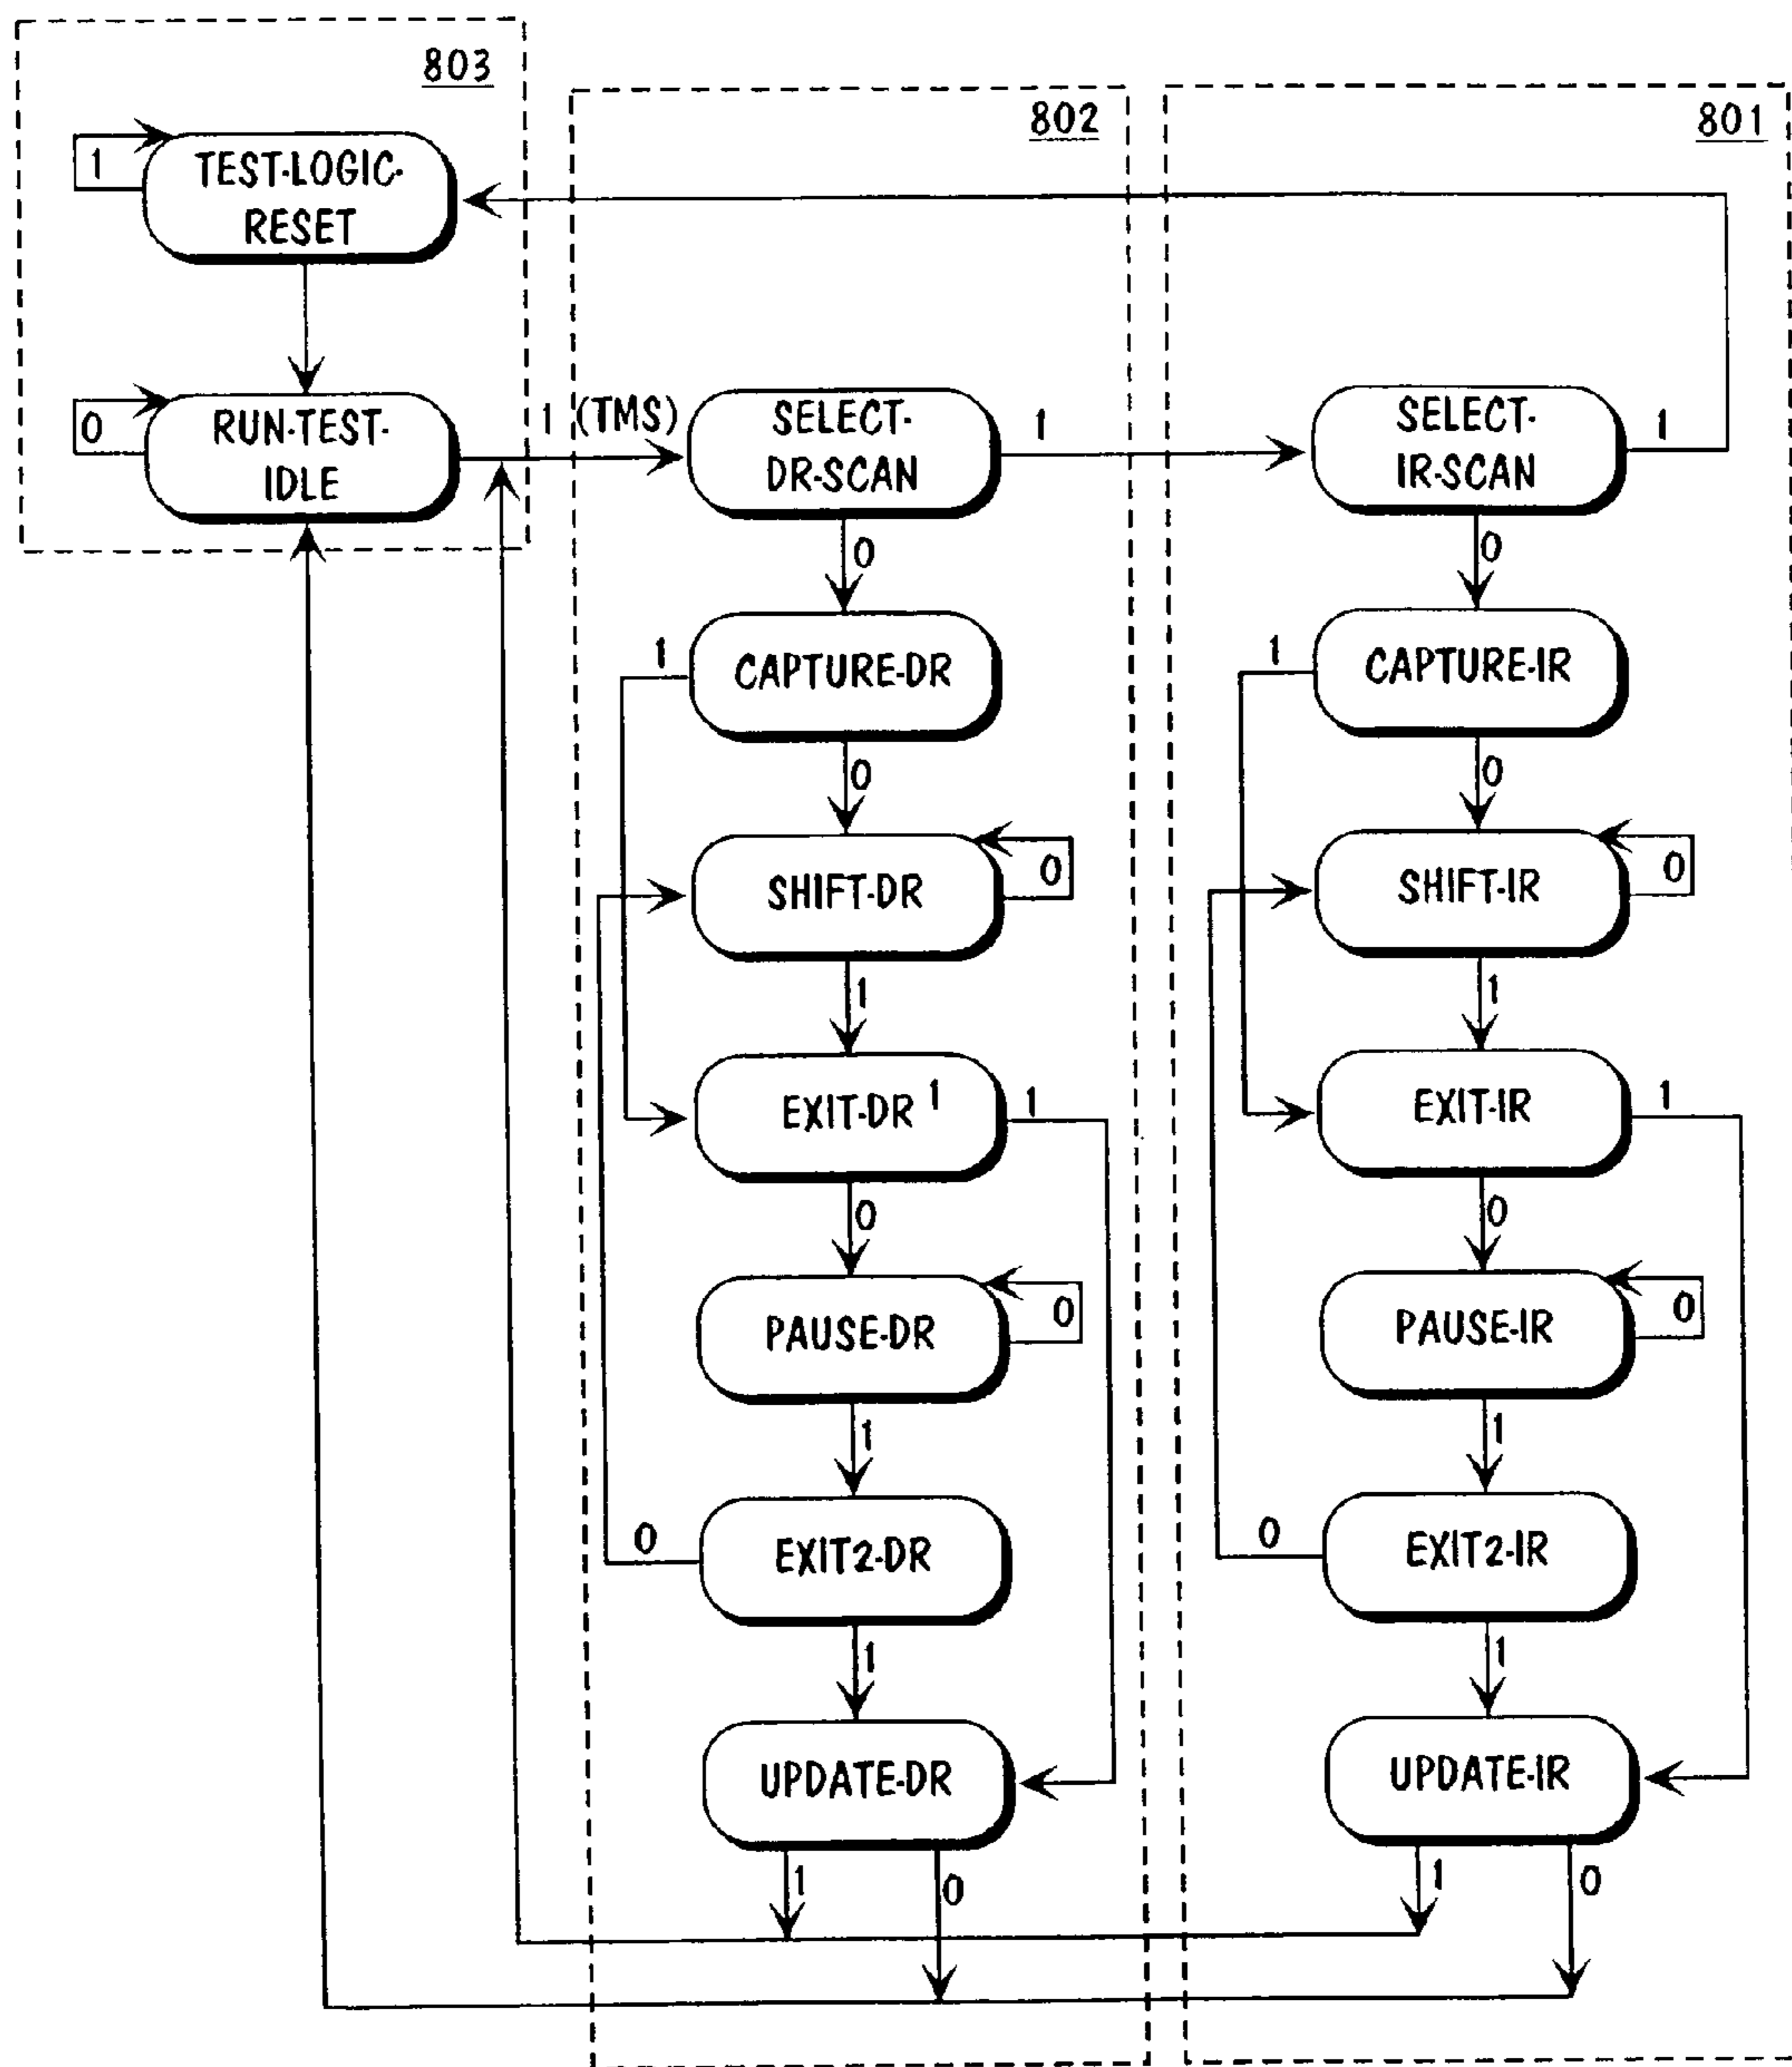 803
802
801
1
TEST-LOGIC-
RESET
0
RUN-TEST-
IDLE
1 (TMS)
SELECT-
DR-SCAN
1
SELECT-
IR-SCAN
1
0
0
1
CAPTURE-DR
1
CAPTURE-IR
0
0
SHIFT-DR
0
SHIFT-IR
0
1
1
EXIT-DR 1
1
EXIT-IR
1
0
0
PAUSE-DR
0
PAUSE-IR
0
1
1
0
EXIT2-DR
0
EXIT2-IR
1
1
UPDATE-DR
UPDATE-IR
1
0
1
0